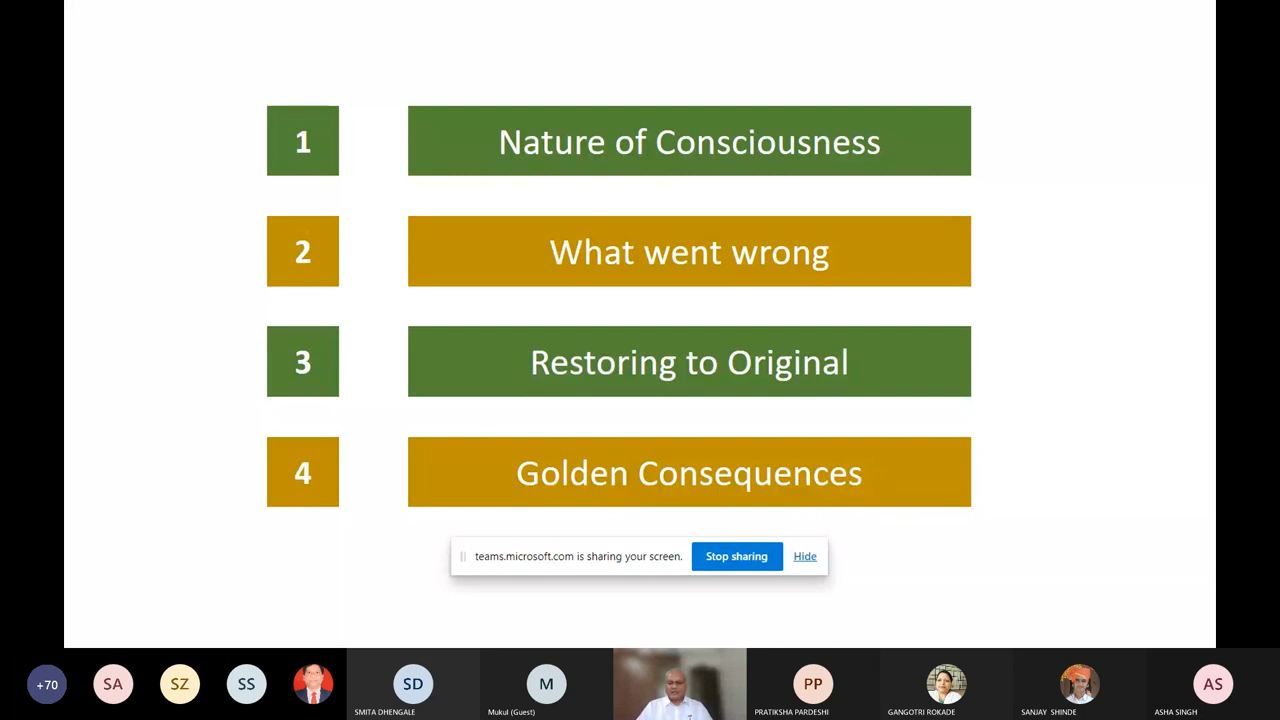 1 Nature of Consciousness
2 What went wrong
3 Restoring to Original
4 Golden Consequences
teams.microsoft.com is sharing your screen. Stop sharing Hide
+70 SA SZ SS SD M PP AS
SMITA DHENGALE Mukul (Guest) PRATIKSHA PARDESHI GANGOTRI ROKADE SANJAY SHINDE ASHA SINGH